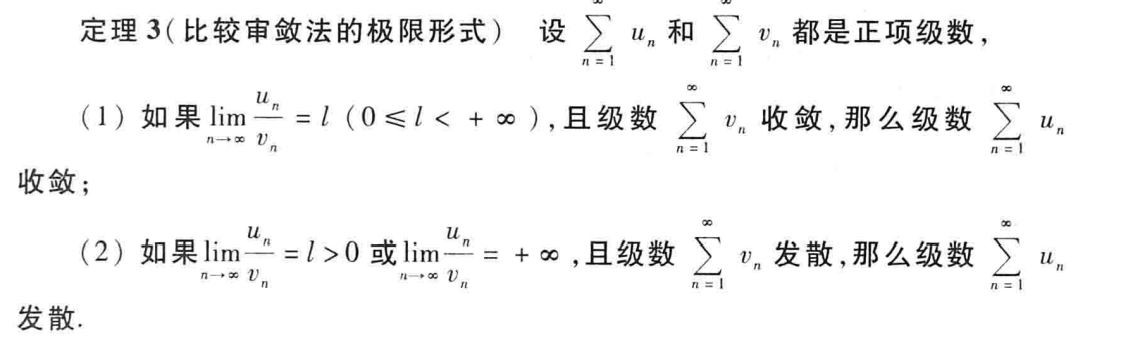 定理 3(比较审敛法的极限形式) 设 $\sum_{n=1}^{\infty} u_n$ 和 $\sum_{n=1}^{\infty} v_n$ 都是正项级数,
(1) 如果 $\lim_{n \to \infty} \frac{u_n}{v_n} = l$ ($0 \leqslant l < +\infty$),且级数 $\sum_{n=1}^{\infty} v_n$ 收敛,那么级数 $\sum_{n=1}^{\infty} u_n$
收敛;
(2) 如果 $\lim_{n \to \infty} \frac{u_n}{v_n} = l > 0$ 或 $\lim_{n \to \infty} \frac{u_n}{v_n} = +\infty$ ,且级数 $\sum_{n=1}^{\infty} v_n$ 发散,那么级数 $\sum_{n=1}^{\infty} u_n$
发散.